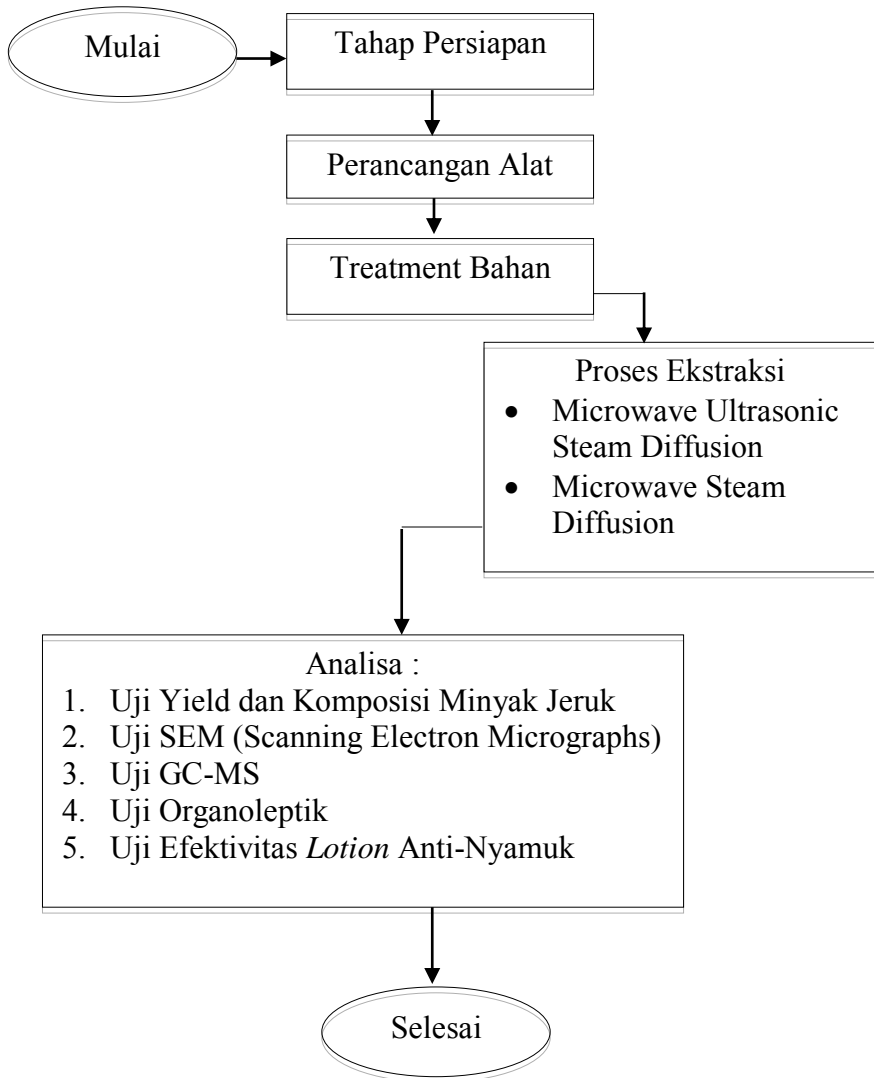 Mulai
Tahap Persiapan
Perancangan Alat
Treatment Bahan
Proses Ekstraksi
• Microwave Ultrasonic
Steam Diffusion
• Microwave Steam
Diffusion
Analisa :
1. Uji Yield dan Komposisi Minyak Jeruk
2. Uji SEM (Scanning Electron Micrographs)
3. Uji GC-MS
4. Uji Organoleptik
5. Uji Efektivitas Lotion Anti-Nyamuk
Selesai